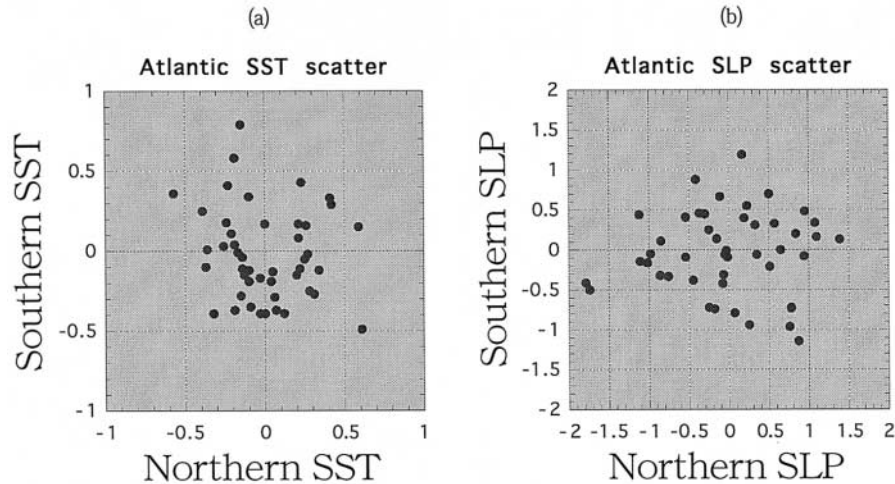 (a)
Atlantic SST scatter
Southern SST
1
0.5
0
-0.5
-1
-1 -0.5 0 0.5 1
Northern SST
(b)
Atlantic SLP scatter
Southern SLP
2
1.5
1
0.5
0
-0.5
-1
-1.5
-2
-2 -1.5 -1 -0.5 0 0.5 1 1.5 2
Northern SLP